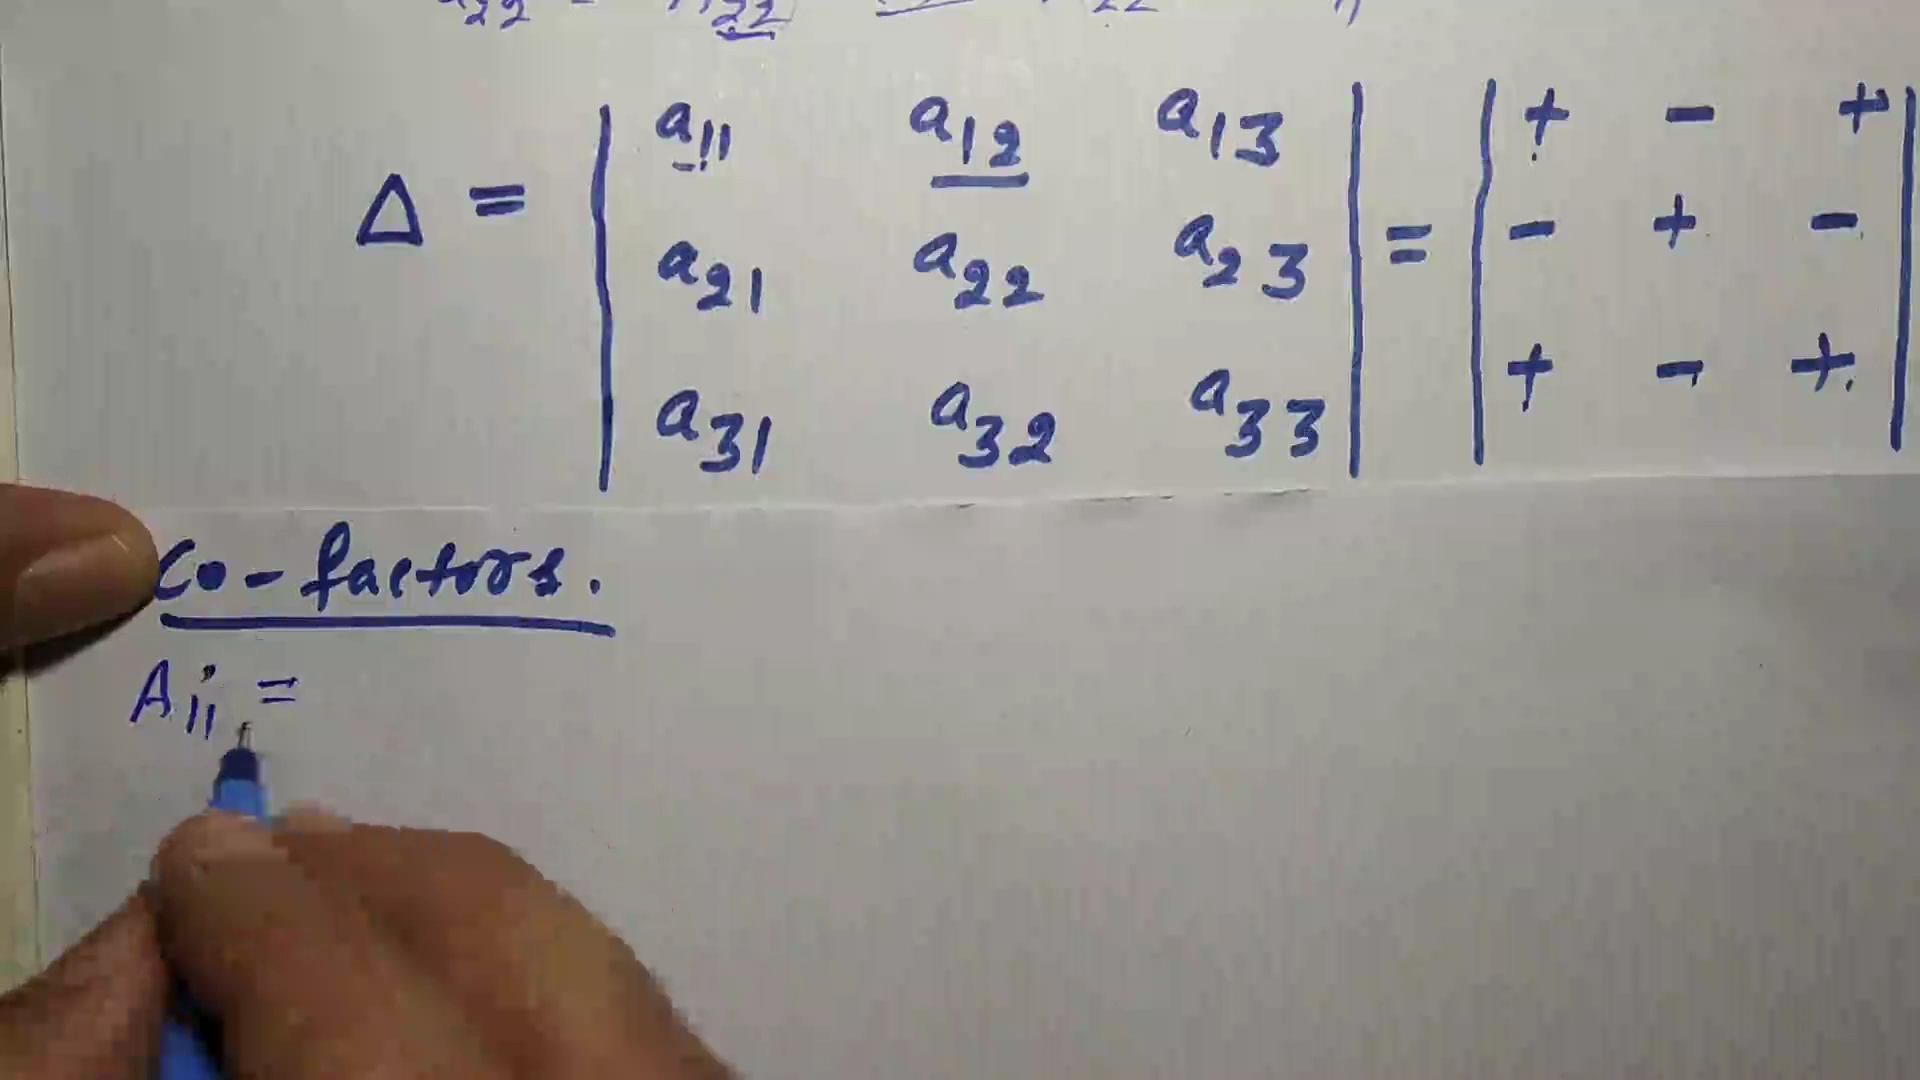 Δ = | a11 a12 a13 | = | + - + |
| a21 a22 a23 | | - + - |
| a31 a32 a33 | | + - + |
Co-factors.
A11 =